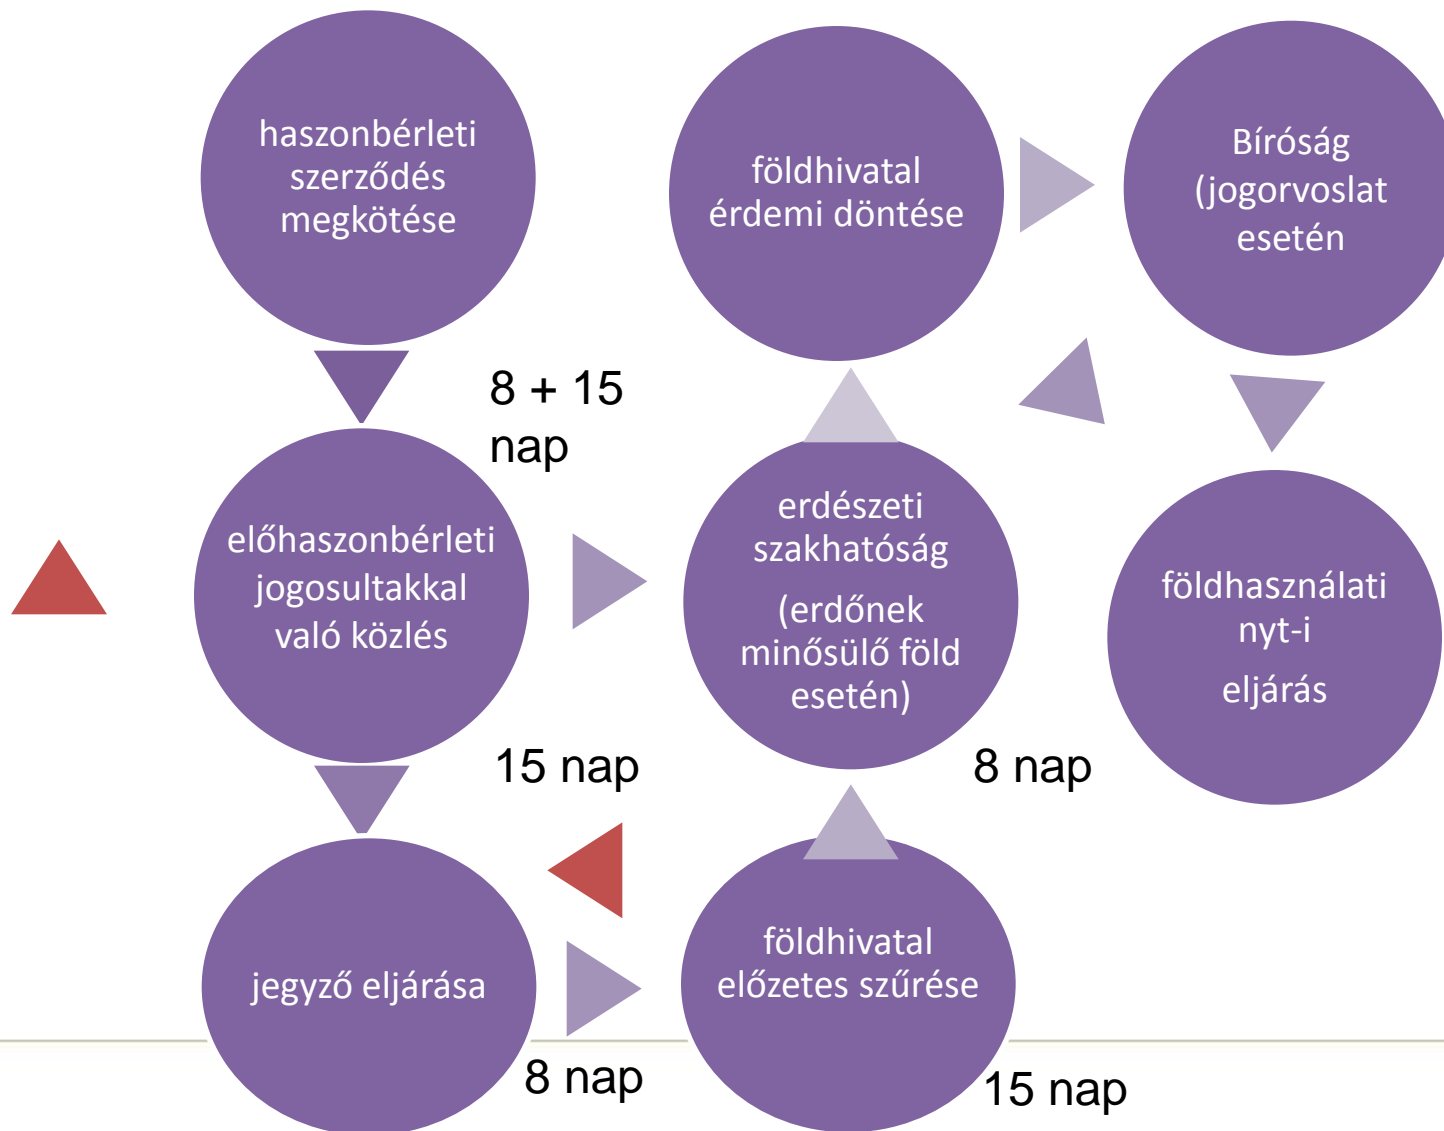 haszonbérleti
szerződés
megkötése
8 + 15
nap
előhaszonbérleti
jogosultakkal
való közlés
15 nap
jegyző eljárása
8 nap
földhivatal
előzetes szűrése
15 nap
erdészeti
szakhatóság
(erdőnek
minősülő föld
esetén)
8 nap
földhivatal
érdemi döntése
Bíróság
(jogorvoslat
esetén
földhasználati
nyt-i
eljárás